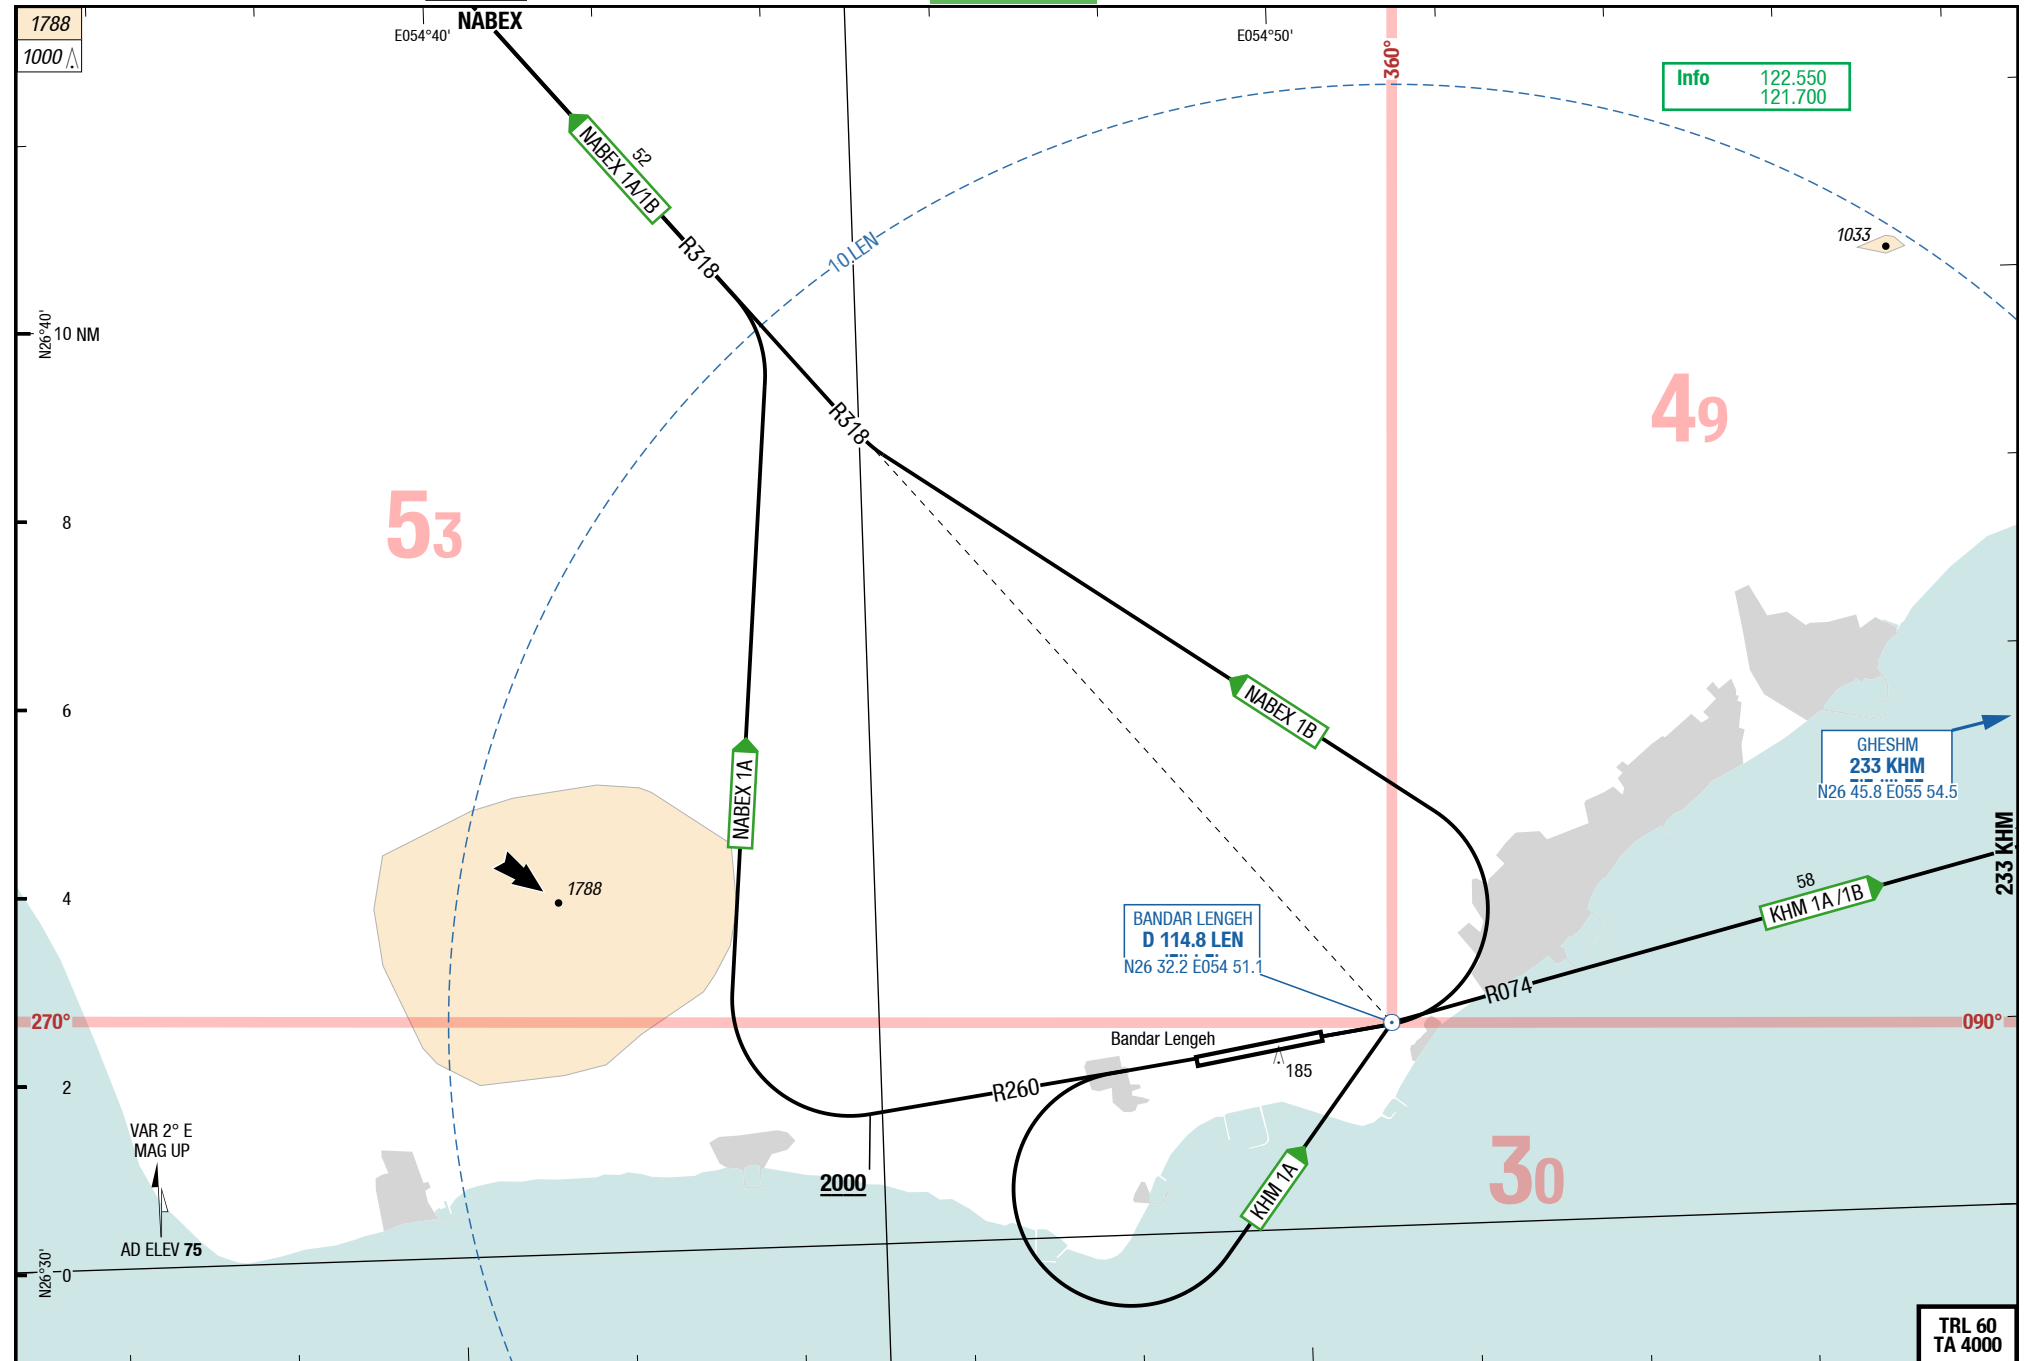 1788
1000
NABEX
E054°40'
E054°50'
360°
Info 122.550
121.700
52
NABEX 1A/1B
R318
10 LEN
1033
N26°40'
10 NM
R318
49
53
8
6
NABEX 1B
NABEX 1A
GHESHM
233 KHM
N26 45.8 E055 54.5
233 KHM
1788
4
58
KHM 1A /1B
BANDAR LENGEH
D 114.8 LEN
N26 32.2 E054 51.1
R074
270°
090°
Bandar Lengeh
185
2
R260
VAR 2° E
MAG UP
2000
KHM 1A
30
AD ELEV 75
N26°30'
0
TRL 60
TA 4000